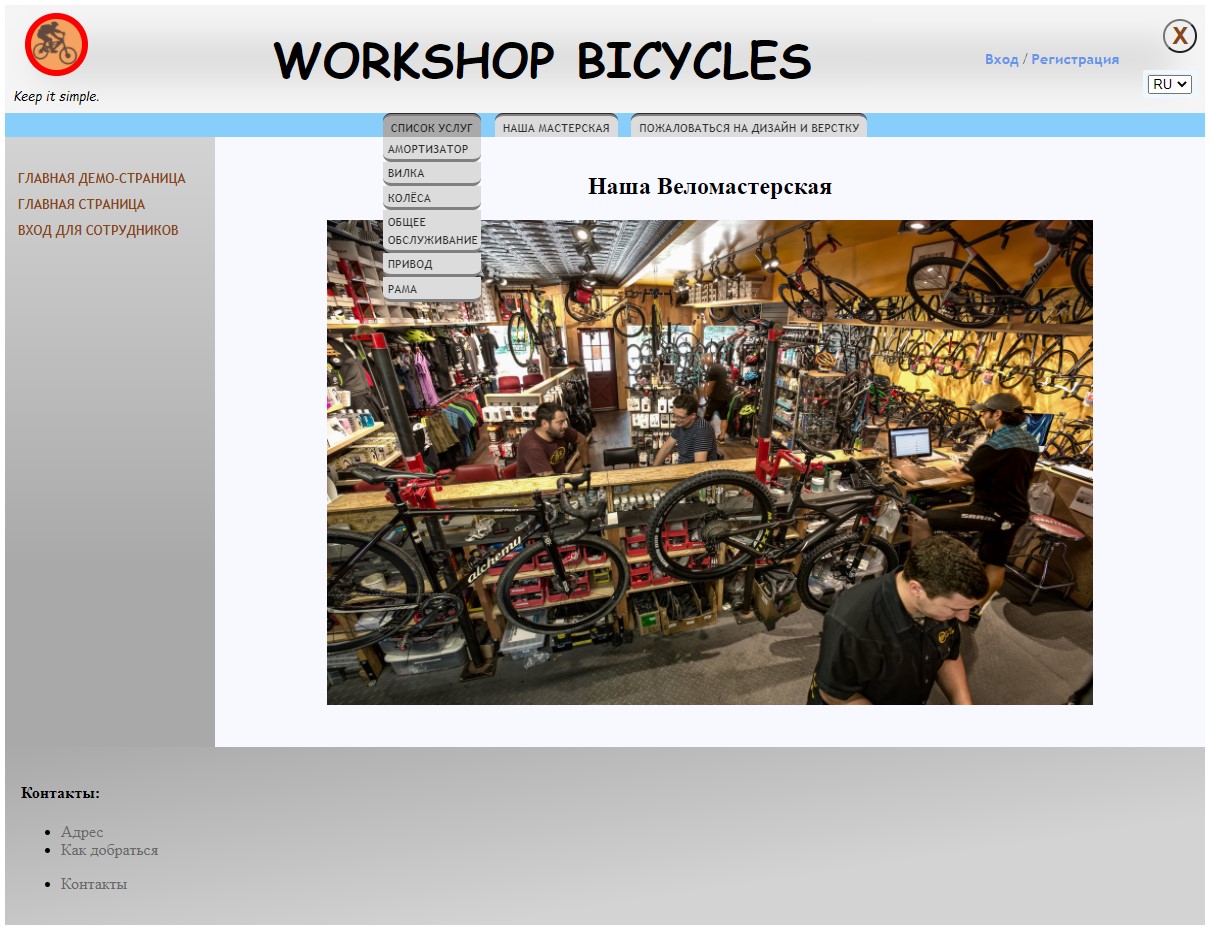 WORKSHOP BICYCLES
X
Вход / Регистрация
RU
Keep it simple.
СПИСОК УСЛУГ
НАША МАСТЕРСКАЯ
ПОЖАЛОВАТЬСЯ НА ДИЗАЙН И ВЕРСТКУ
АМОРТИЗАТОР
ВИЛКА
КОЛЁСА
ОБЩЕЕ
ОБСЛУЖИВАНИЕ
ПРИВОД
РАМА
ГЛАВНАЯ ДЕМО-СТРАНИЦА
ГЛАВНАЯ СТРАНИЦА
ВХОД ДЛЯ СОТРУДНИКОВ
Наша Веломастерская
alchemy
SRAM
Контакты:
Адрес
Как добраться
Контакты